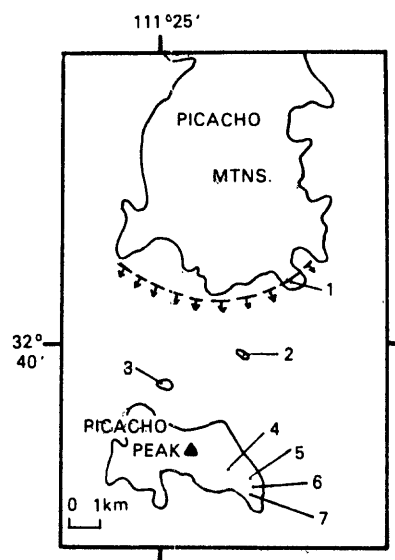 111°25′
PICACHO
MTNS.
1
32°
40′
2
3
PICACHO
PEAK
4
5
6
7
0 1km